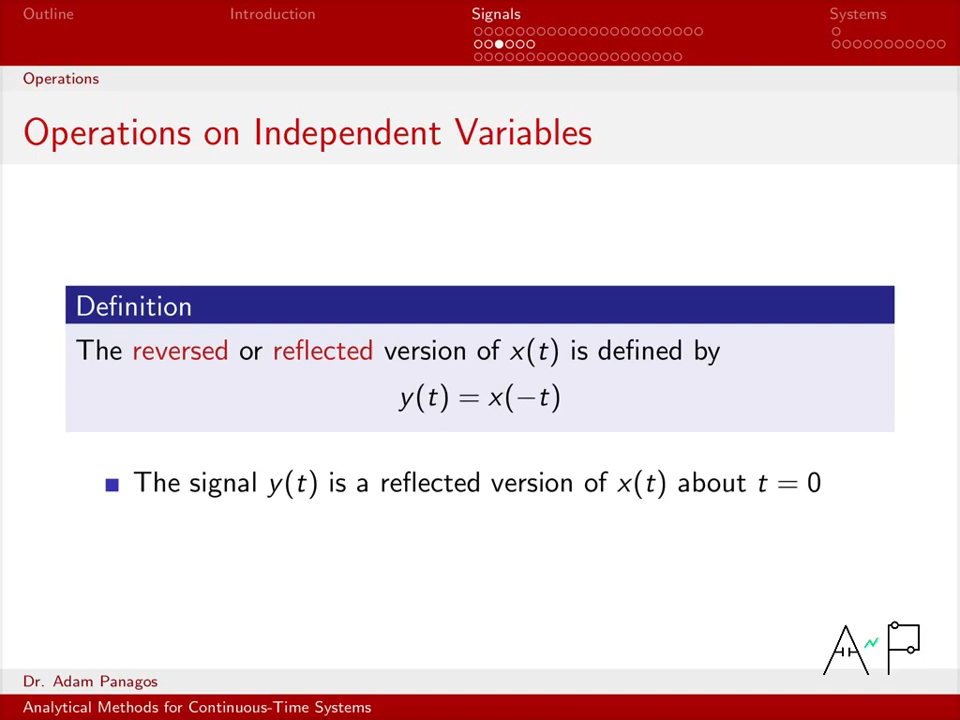 Outline Introduction Signals Systems
Operations
Operations on Independent Variables
Definition
The reversed or reflected version of x(t) is defined by
y(t) = x(−t)
The signal y(t) is a reflected version of x(t) about t = 0
A P
Dr. Adam Panagos
Analytical Methods for Continuous-Time Systems